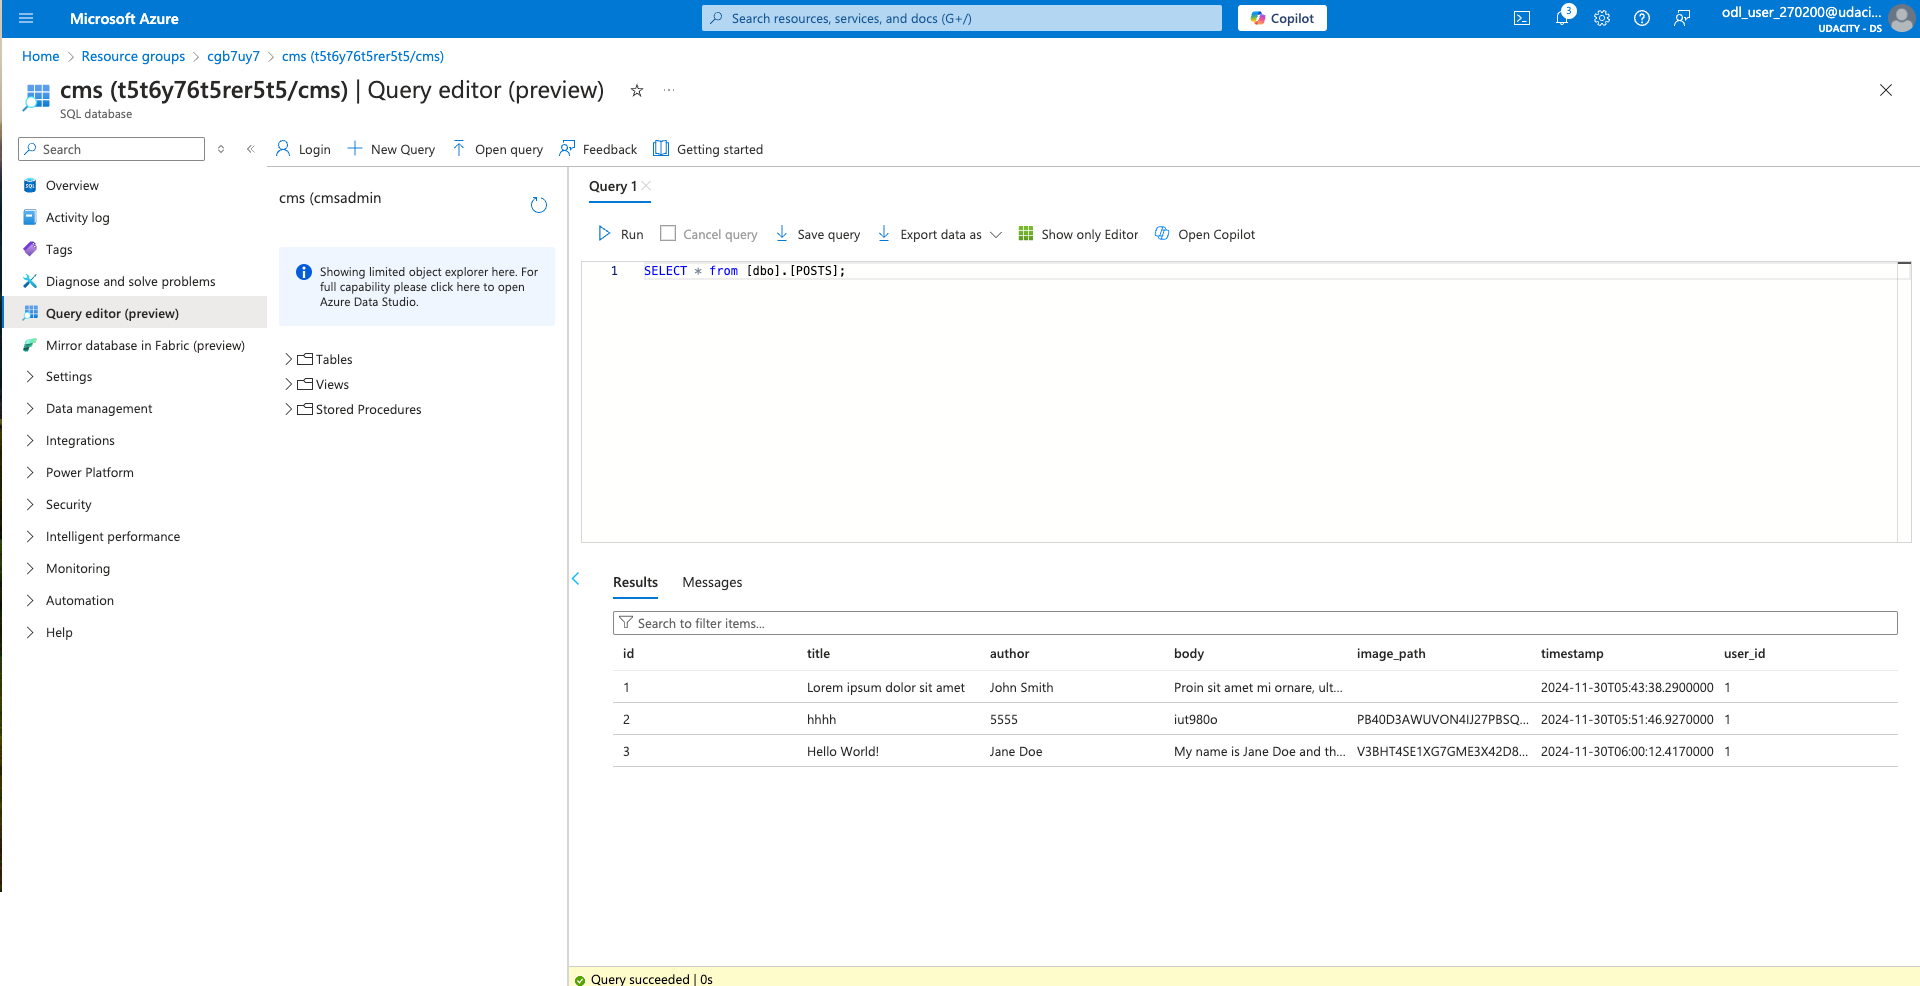 Microsoft Azure
Search resources, services, and docs (G+/)
Copilot
3
odl_user_270200@udaci...
UDACITY - DS
Home > Resource groups > cgb7uy7 > cms (t5t6y76t5rer5t5/cms)
cms (t5t6y76t5rer5t5/cms) | Query editor (preview)
SQL database
Search
Login
New Query
Open query
Feedback
Getting started
Overview
Activity log
Tags
Diagnose and solve problems
Query editor (preview)
Mirror database in Fabric (preview)
Settings
Data management
Integrations
Power Platform
Security
Intelligent performance
Monitoring
Automation
Help
cms (cmsadmin
Showing limited object explorer here. For
full capability please click here to open
Azure Data Studio.
Tables
Views
Stored Procedures
Query 1
Run
Cancel query
Save query
Export data as
Show only Editor
Open Copilot
1 SELECT * from [dbo].[POSTS];
Results Messages
Search to filter items...
id title author body image_path timestamp user_id
1 Lorem ipsum dolor sit amet John Smith Proin sit amet mi ornare, ult... 2024-11-30T05:43:38.2900000 1
2 hhhh 5555 iut980o PB40D3AWUVON4IJ27PBSQ... 2024-11-30T05:51:46.9270000 1
3 Hello World! Jane Doe My name is Jane Doe and th... V3BHT4SE1XG7GME3X42D8... 2024-11-30T06:00:12.4170000 1
Query succeeded | 0s